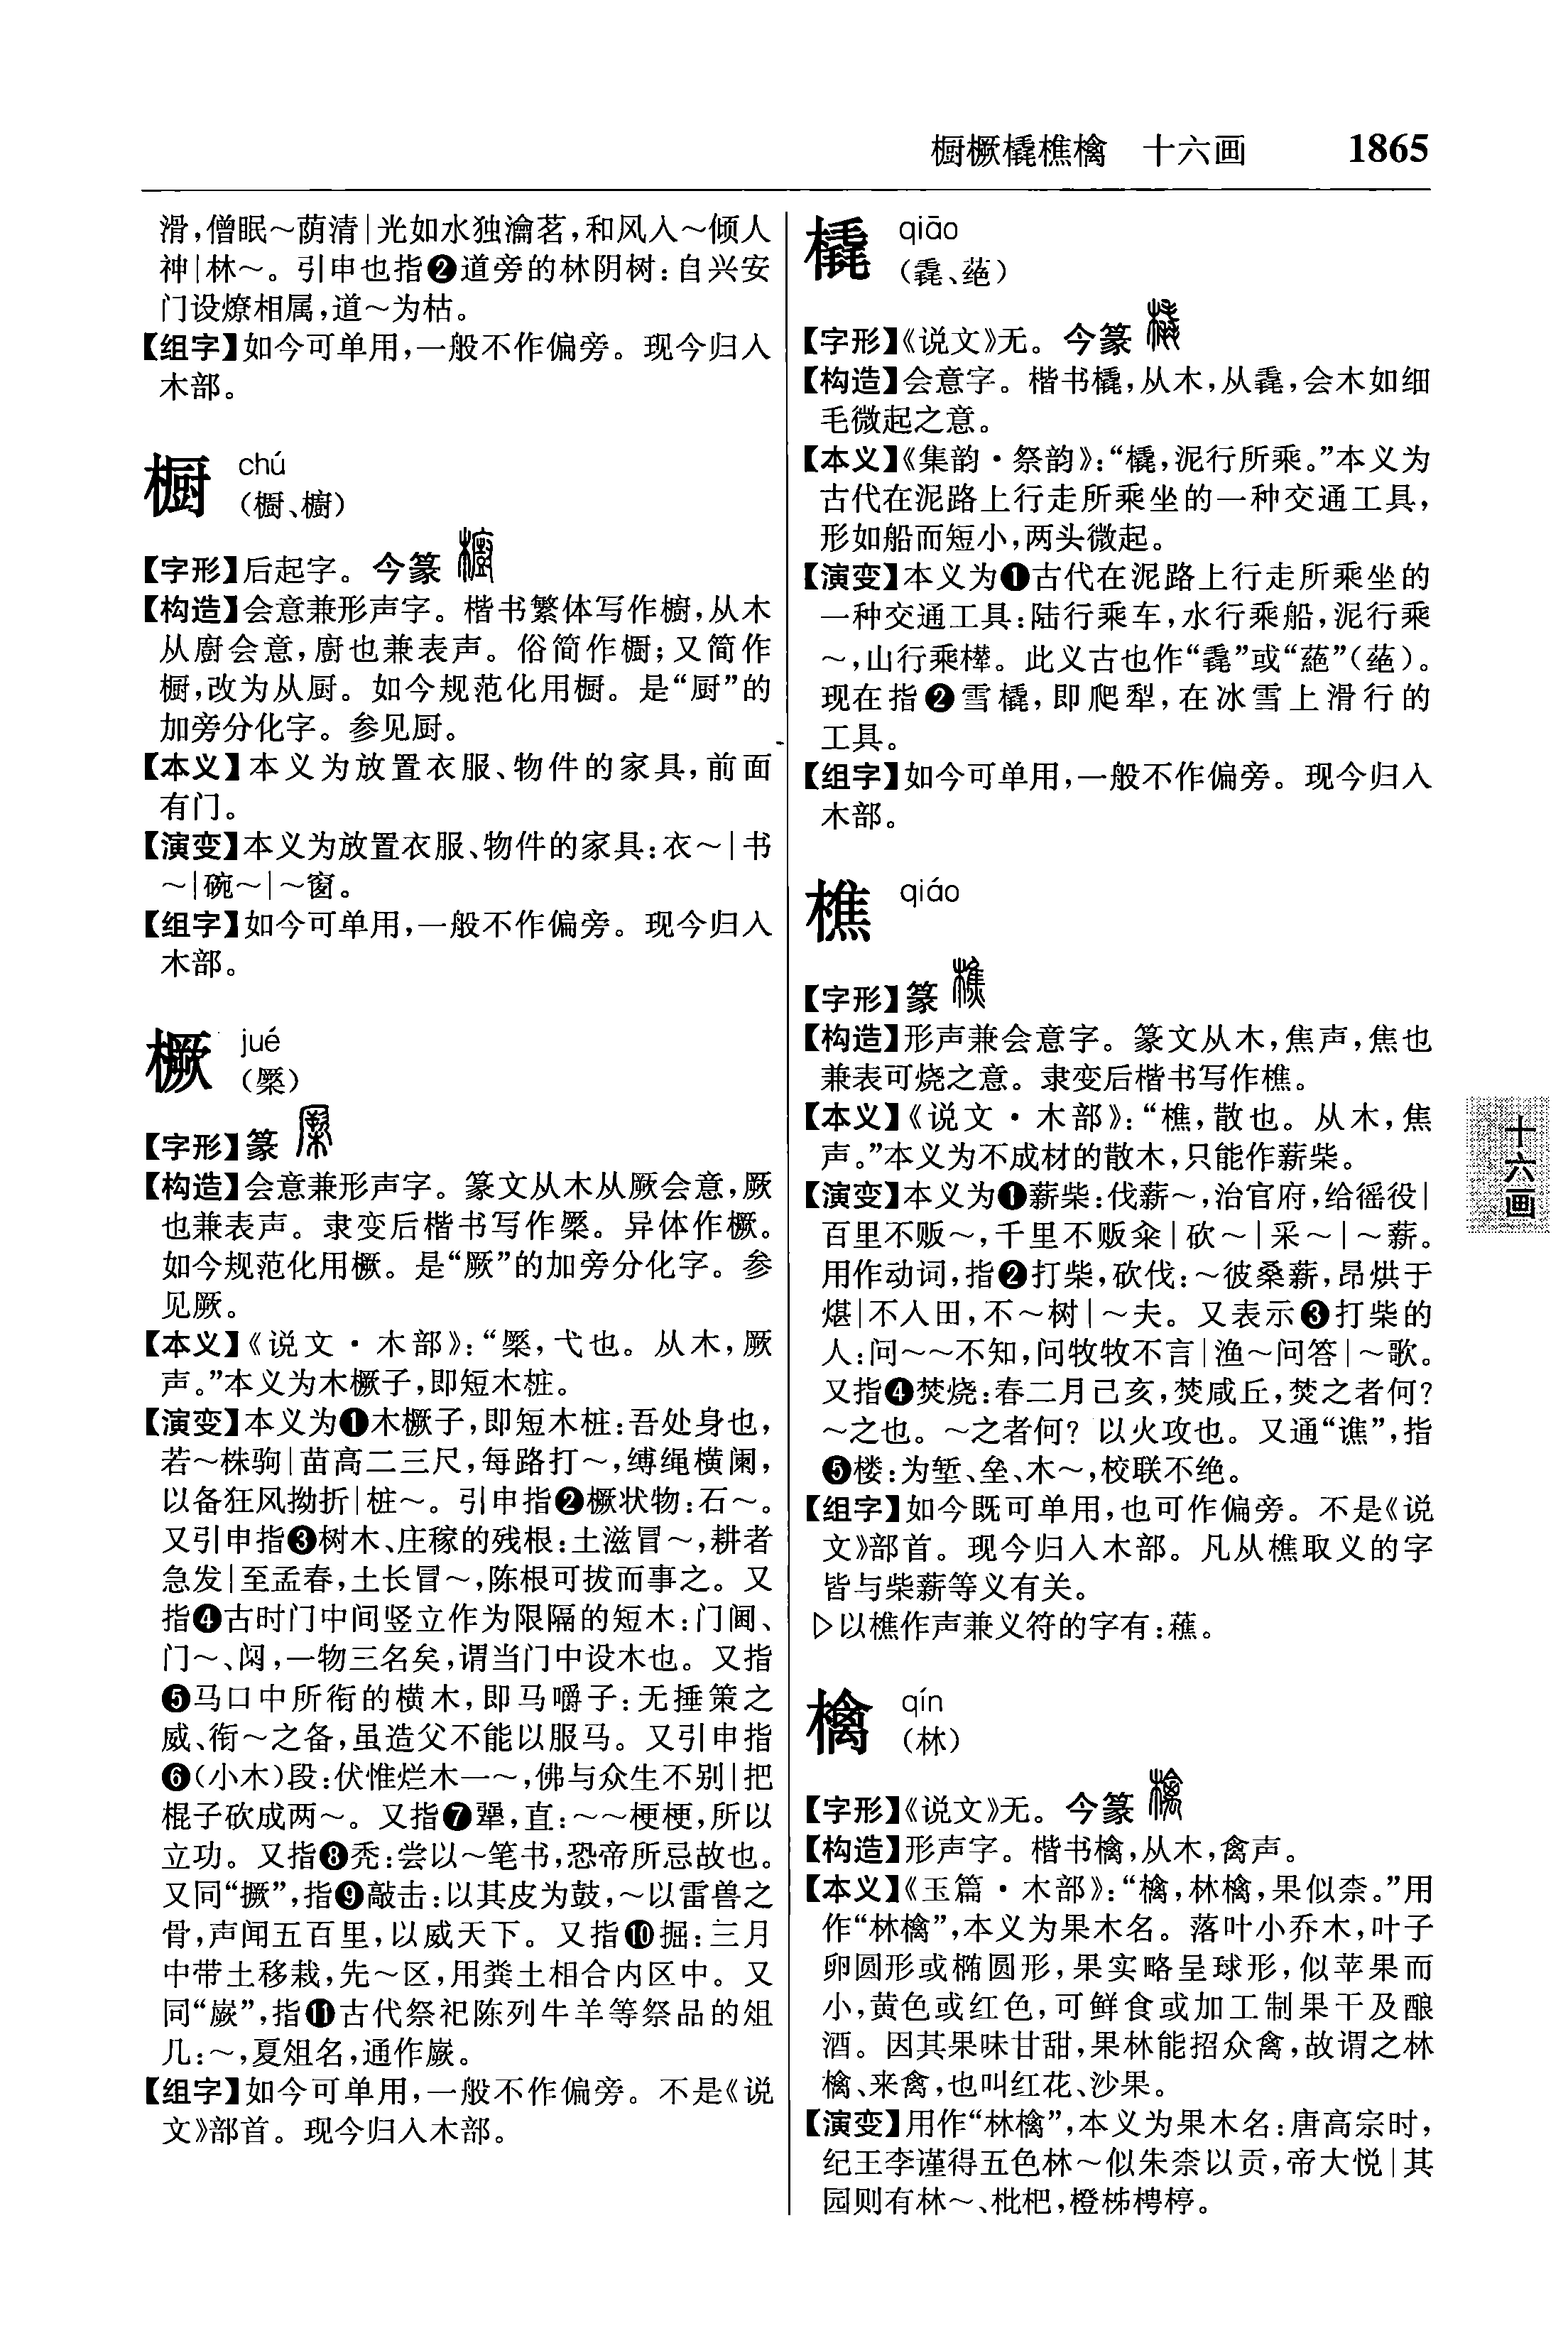 橱橛橇樵檎 十六画 1865
滑,僧眠～荫清|光如水独瀹茗,和风入～倾人
神|林～。引申也指❷道旁的林阴树:自兴安
门设燎相属,道～为枯。
【组字】如今可单用,一般不作偏旁。现今归入
木部。
橱 chú
(櫉、櫥)
【字形】后起字。今篆
【构造】会意兼形声字。楷书繁体写作櫥,从木
从廚会意,廚也兼表声。俗简作櫉;又简作
橱,改为从厨。如今规范化用橱。是“厨”的
加旁分化字。参见厨。
【本义】本义为放置衣服、物件的家具,前面
有门。
【演变】本义为放置衣服、物件的家具:衣～|书
～|碗～|～窗。
【组字】如今可单用,一般不作偏旁。现今归入
木部。
橛 jué
(橜)
【字形】篆
【构造】会意兼形声字。篆文从木从厥会意,厥
也兼表声。隶变后楷书写作橜。异体作橛。
如今规范化用橛。是“厥”的加旁分化字。参
见厥。
【本义】《说文·木部》:“橜,弋也。从木,厥
声。”本义为木橛子,即短木桩。
【演变】本义为❶木橛子,即短木桩:吾处身也,
若～株驹|苗高二三尺,每路打～,缚绳横阑,
以备狂风拗折|桩～。引申指❷橛状物:石～。
又引申指❸树木、庄稼的残根:土滋冒～,耕者
急发|至孟春,土长冒～,陈根可拔而事之。又
指❹古时门中间竖立作为限隔的短木:门阃、
门～、闑,一物三名矣,谓当门中设木也。又指
❺马口中所衔的横木,即马嚼子:无捶策之
威、衔～之备,虽造父不能以服马。又引申指
❻(小木)段:伏惟烂木一～,佛与众生不别|把
棍子砍成两～。又指❼犟,直:～～梗梗,所以
立功。又指❽秃:尝以～笔书,恐帝所忌故也。
又同“撅”,指❾敲击:以其皮为鼓,～以雷兽之
骨,声闻五百里,以威天下。又指❿掘:三月
中带土移栽,先～区,用粪土相合内区中。又
同“嶡”,指⓫古代祭祀陈列牛羊等祭品的俎
几:～,夏俎名,通作嶡。
【组字】如今可单用,一般不作偏旁。不是《说
文》部首。现今归入木部。
橇 qiāo
(毳、蕝)
【字形】《说文》无。今篆
【构造】会意字。楷书橇,从木,从毳,会木如细
毛微起之意。
【本义】《集韵·祭韵》:“橇,泥行所乘。”本义为
古代在泥路上行走所乘坐的一种交通工具,
形如船而短小,两头微起。
【演变】本义为❶古代在泥路上行走所乘坐的
一种交通工具:陆行乘车,水行乘船,泥行乘
～,山行乘樏。此义古也作“毳”或“蕝”(蕝)。
现在指❷雪橇,即爬犁,在冰雪上滑行的
工具。
【组字】如今可单用,一般不作偏旁。现今归入
木部。
樵 qiáo
【字形】篆
【构造】形声兼会意字。篆文从木,焦声,焦也
兼表可烧之意。隶变后楷书写作樵。
【本义】《说文·木部》:“樵,散也。从木,焦
声。”本义为不成材的散木,只能作薪柴。
【演变】本义为❶薪柴:伐薪～,治官府,给徭役|
百里不贩～,千里不贩籴|砍～|采～|～薪。
用作动词,指❷打柴,砍伐:～彼桑薪,昂烘于
煁|不入田,不～树|～夫。又表示❸打柴的
人:问～～不知,问牧牧不言|渔～问答|～歌。
又指❹焚烧:春二月己亥,焚咸丘,焚之者何?
～之也。～之者何? 以火攻也。又通“谯”,指
❺楼:为堑、垒、木～,校联不绝。
【组字】如今既可单用,也可作偏旁。不是《说
文》部首。现今归入木部。凡从樵取义的字
皆与柴薪等义有关。
▷以樵作声兼义符的字有:蘸。
檎 qín
(林)
【字形】《说文》无。今篆
【构造】形声字。楷书檎,从木,禽声。
【本义】《玉篇·木部》:“檎,林檎,果似柰。”用
作“林檎”,本义为果木名。落叶小乔木,叶子
卵圆形或椭圆形,果实略呈球形,似苹果而
小,黄色或红色,可鲜食或加工制果干及酿
酒。因其果味甘甜,果林能招众禽,故谓之林
檎、来禽,也叫红花、沙果。
【演变】用作“林檎”,本义为果木名:唐高宗时,
纪王李谨得五色林～似朱柰以贡,帝大悦|其
园则有林～、枇杷,橙柹梬楟。
十六画